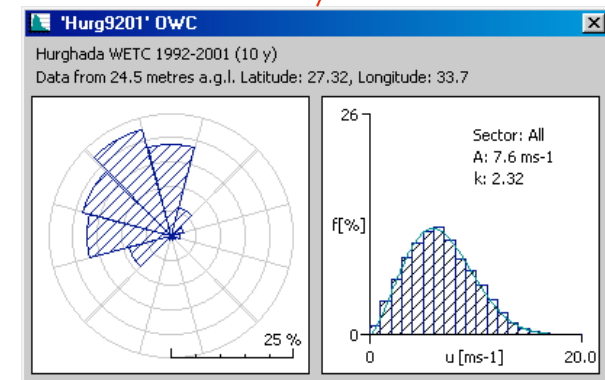 'Hurg9201' OWC
Hurghada WETC 1992-2001 (10 y)
Data from 24.5 metres a.g.l. Latitude: 27.32, Longitude: 33.7
25 %
26
Sector: All
A: 7.6 ms-1
k: 2.32
f[%]
0
0
u [ms-1]
20.0